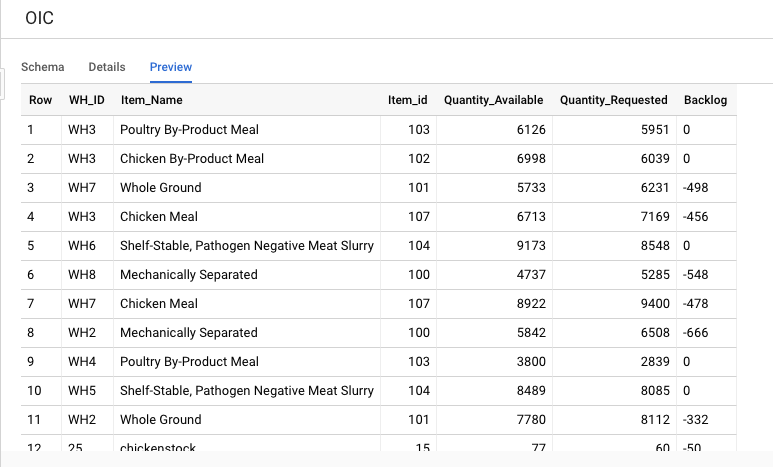 OIC
Schema Details Preview
Row WH_ID Item_Name Item_id Quantity_Available Quantity_Requested Backlog
1 WH3 Poultry By-Product Meal 103 6126 5951 0
2 WH3 Chicken By-Product Meal 102 6998 6039 0
3 WH7 Whole Ground 101 5733 6231 -498
4 WH3 Chicken Meal 107 6713 7169 -456
5 WH6 Shelf-Stable, Pathogen Negative Meat Slurry 104 9173 8548 0
6 WH8 Mechanically Separated 100 4737 5285 -548
7 WH7 Chicken Meal 107 8922 9400 -478
8 WH2 Mechanically Separated 100 5842 6508 -666
9 WH4 Poultry By-Product Meal 103 3800 2839 0
10 WH5 Shelf-Stable, Pathogen Negative Meat Slurry 104 8489 8085 0
11 WH2 Whole Ground 101 7780 8112 -332
12 25 chickenstock 15 77 60 -50